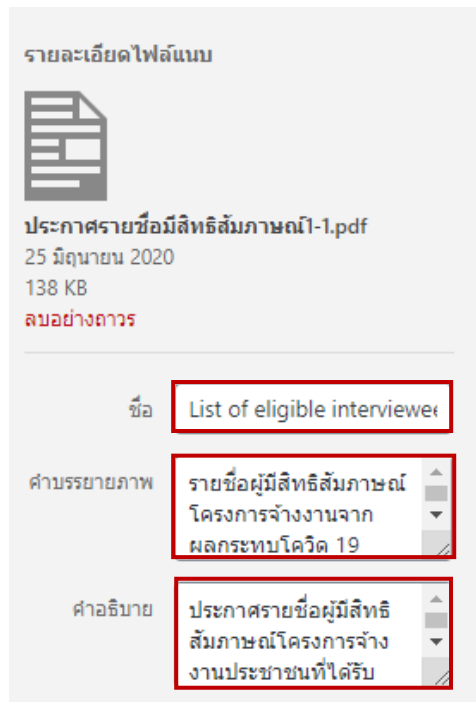 รายละเอียดไฟล์แนบ
ประกาศรายชื่อมีสิทธิสัมภาษณ์1-1.pdf
25 มิถุนายน 2020
138 KB
ลบอย่างถาวร
ชื่อ
List of eligible interviewe
คำบรรยายภาพ
รายชื่อผู้มีสิทธิสัมภาษณ์
โครงการจ้างงานจาก
ผลกระทบโควิด 19
คำอธิบาย
ประกาศรายชื่อผู้มีสิทธิ
สัมภาษณ์โครงการจ้าง
งานประชาชนที่ได้รับ